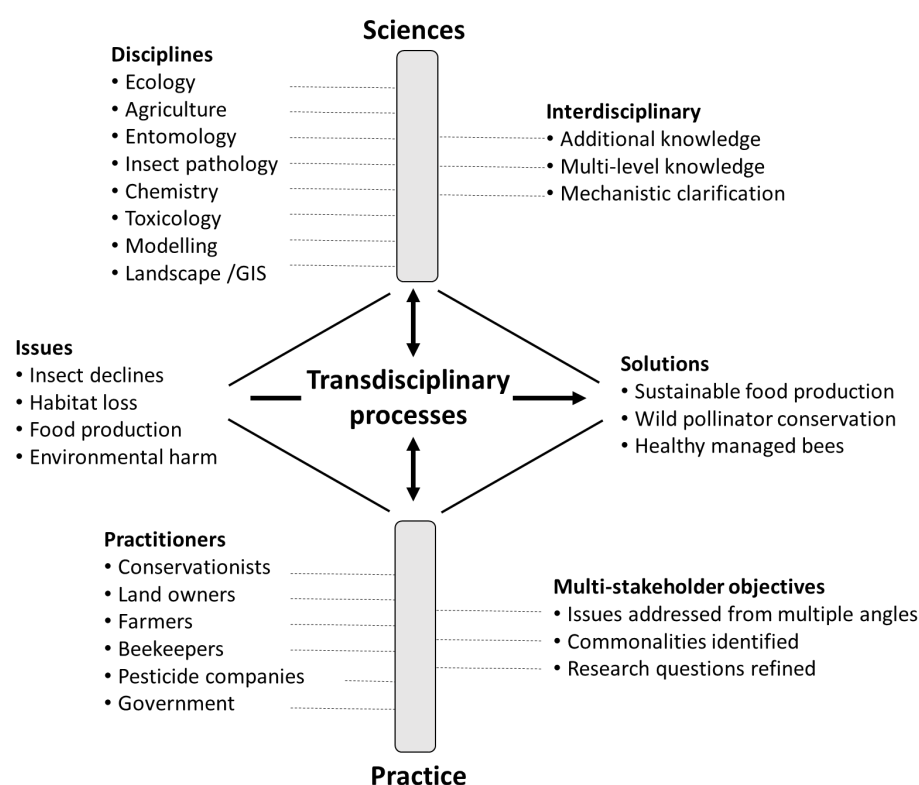 Sciences
Disciplines
• Ecology
• Agriculture
• Entomology
• Insect pathology
• Chemistry
• Toxicology
• Modelling
• Landscape /GIS
Interdisciplinary
• Additional knowledge
• Multi-level knowledge
• Mechanistic clarification
Issues
• Insect declines
• Habitat loss
• Food production
• Environmental harm
Transdisciplinary
processes
Solutions
• Sustainable food production
• Wild pollinator conservation
• Healthy managed bees
Practitioners
• Conservationists
• Land owners
• Farmers
• Beekeepers
• Pesticide companies
• Government
Multi-stakeholder objectives
• Issues addressed from multiple angles
• Commonalities identified
• Research questions refined
Practice